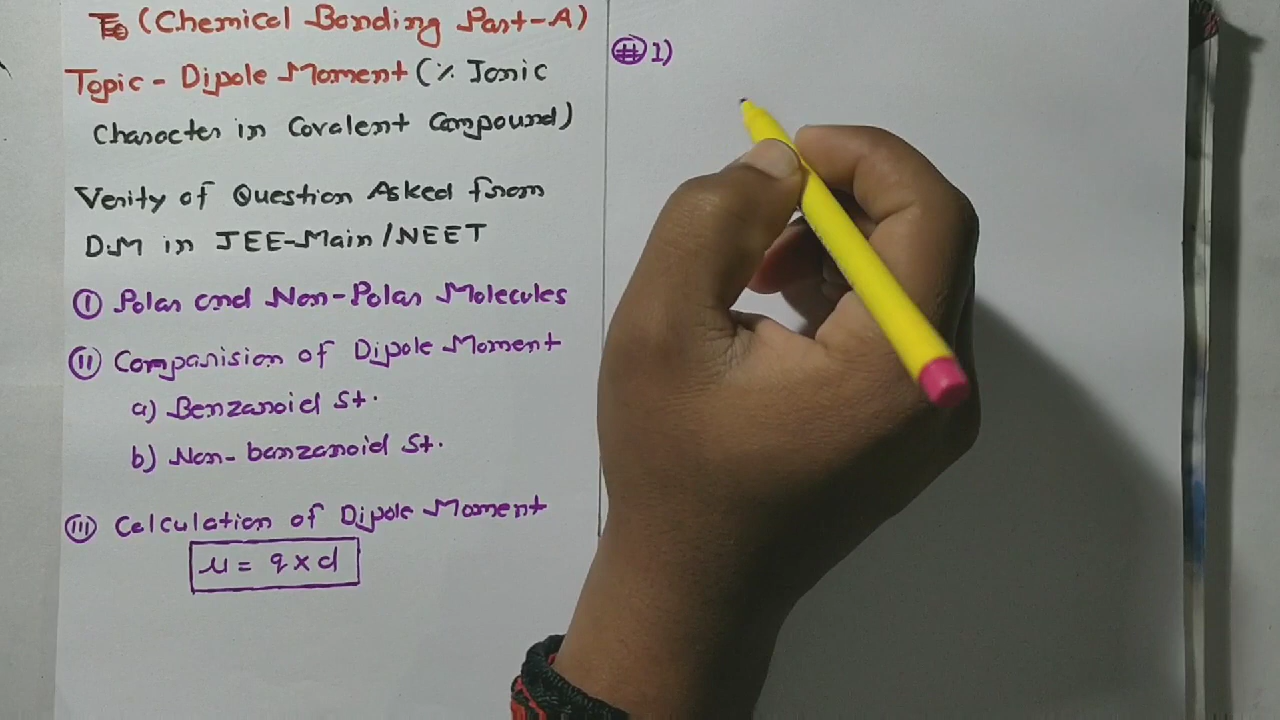 (Chemical Bonding Part-A)
Topic - Dipole Moment (% Ionic
Character in Covalent Compound)
Verity of Question Asked from
D.M in JEE-Main/NEET
(I) Polar and Non-Polar Molecules
(II) Comparision of Dipole Moment
a) Benzanoid St.
b) Non-banzanoid St.
(III) Calculation of Dipole Moment
μ = q × d
# 1)